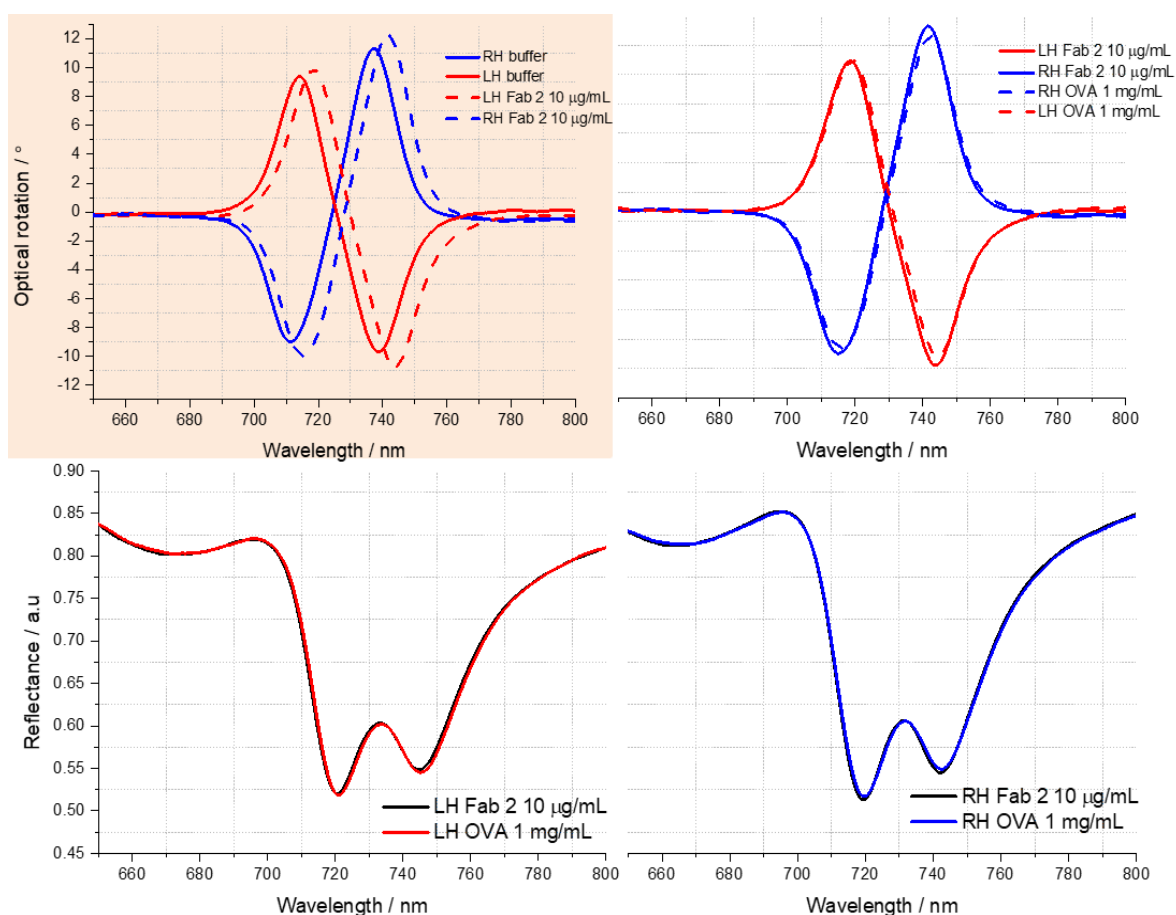 12
10
8
6
4
2
0
-2
-4
-6
-8
-10
-12
Optical rotation / °
RH buffer
LH buffer
LH Fab 2 10 μg/mL
RH Fab 2 10 μg/mL
660 680 700 720 740 760 780 800
Wavelength / nm
LH Fab 2 10 μg/mL
RH Fab 2 10 μg/mL
RH OVA 1 mg/mL
LH OVA 1 mg/mL
660 680 700 720 740 760 780 800
Wavelength / nm
0.90
0.85
0.80
0.75
0.70
0.65
0.60
0.55
0.50
0.45
Reflectance / a.u
LH Fab 2 10 μg/mL
LH OVA 1 mg/mL
660 680 700 720 740 760 780 800
Wavelength / nm
RH Fab 2 10 μg/mL
RH OVA 1 mg/mL
660 680 700 720 740 760 780 800
Wavelength / nm